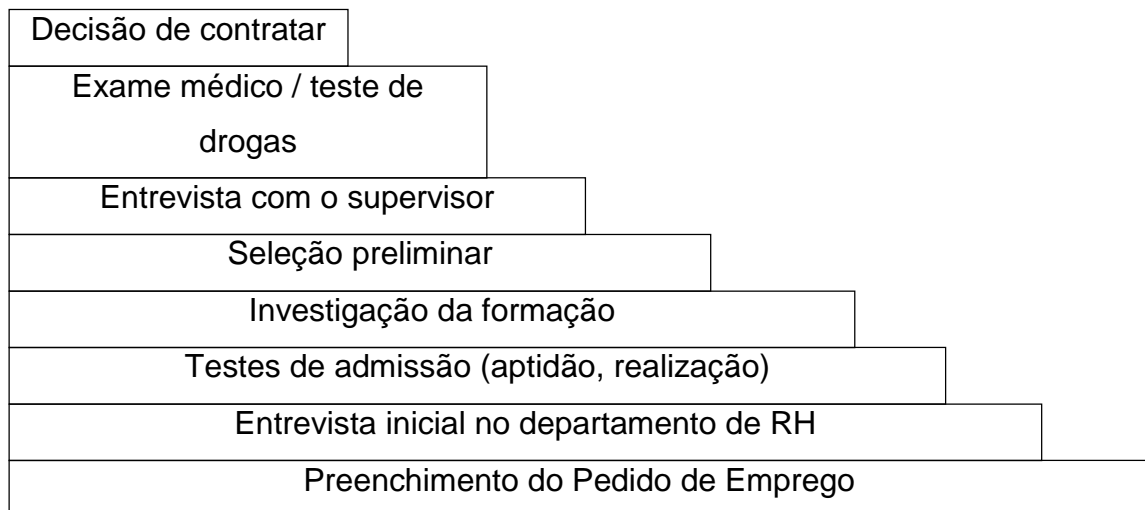 Decisão de contratar
Exame médico / teste de
drogas
Entrevista com o supervisor
Seleção preliminar
Investigação da formação
Testes de admissão (aptidão, realização)
Entrevista inicial no departamento de RH
Preenchimento do Pedido de Emprego